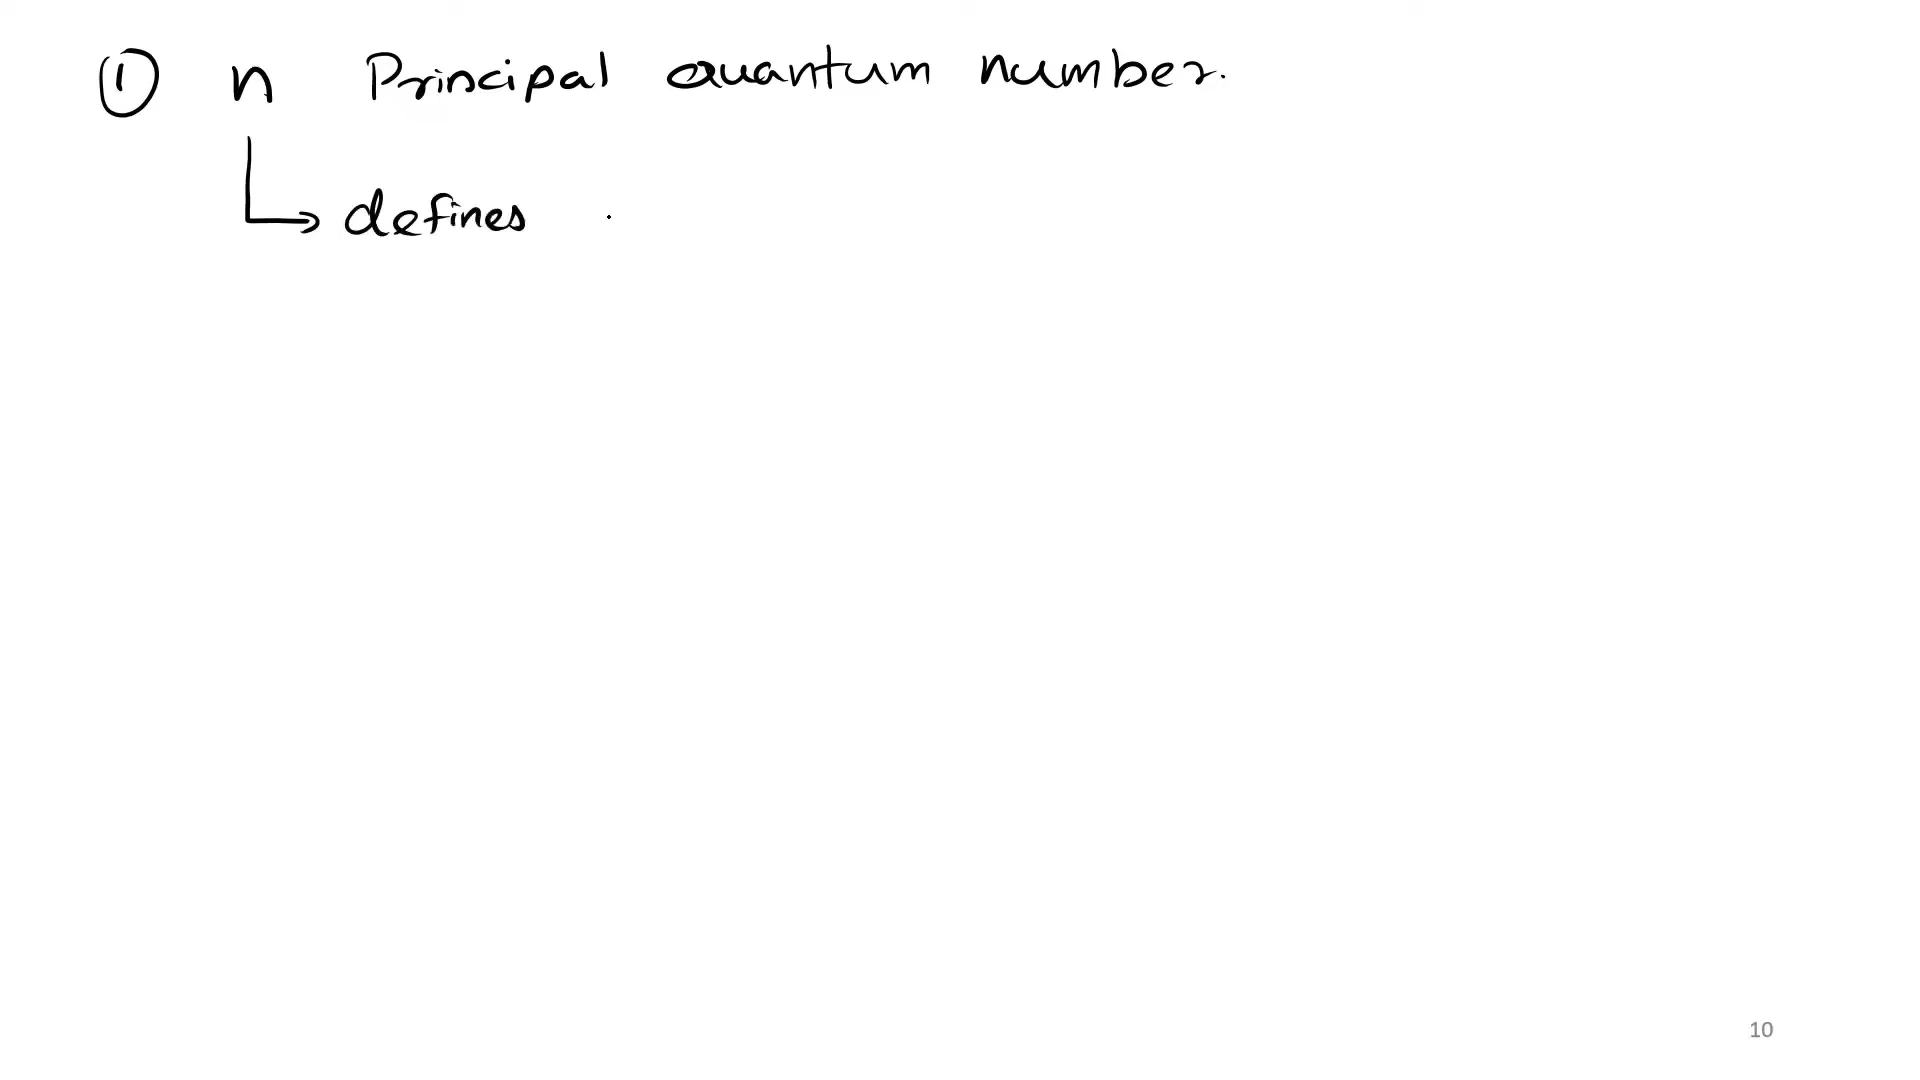 ① n Principal quantum number.
↳ defines
10